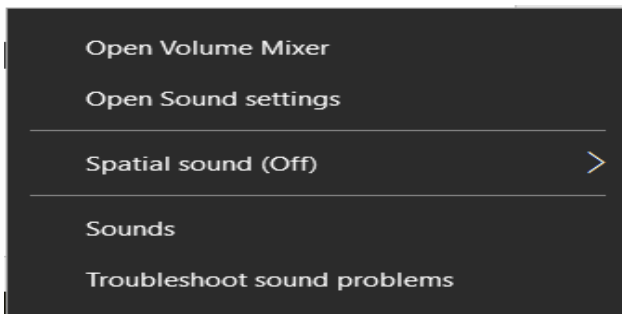 Open Volume Mixer
Open Sound settings
Spatial sound (Off)
Sounds
Troubleshoot sound problems